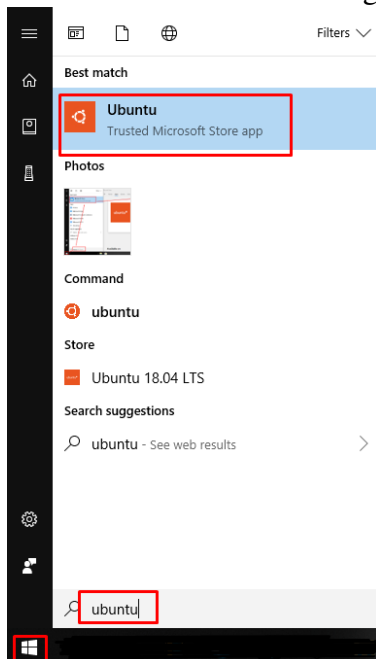 Filters
Best match
Ubuntu
Trusted Microsoft Store app
Photos
Command
ubuntu
Store
Ubuntu 18.04 LTS
Search suggestions
ubuntu - See web results
ubuntu